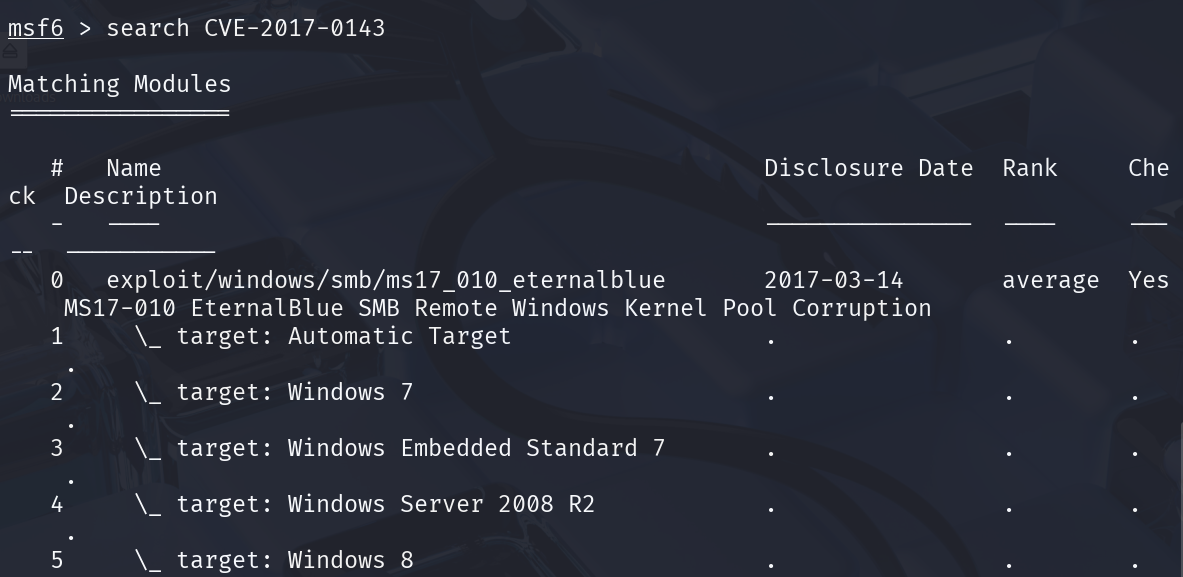 msf6 > search CVE-2017-0143
Matching Modules
================
# Name Disclosure Date Rank Che
ck Description
- ---- --------------- ---- ---
-- -----------
0 exploit/windows/smb/ms17_010_eternalblue 2017-03-14 average Yes
MS17-010 EternalBlue SMB Remote Windows Kernel Pool Corruption
1 \_ target: Automatic Target . . .
.
2 \_ target: Windows 7 . . .
.
3 \_ target: Windows Embedded Standard 7 . . .
.
4 \_ target: Windows Server 2008 R2 . . .
.
5 \_ target: Windows 8 . . .